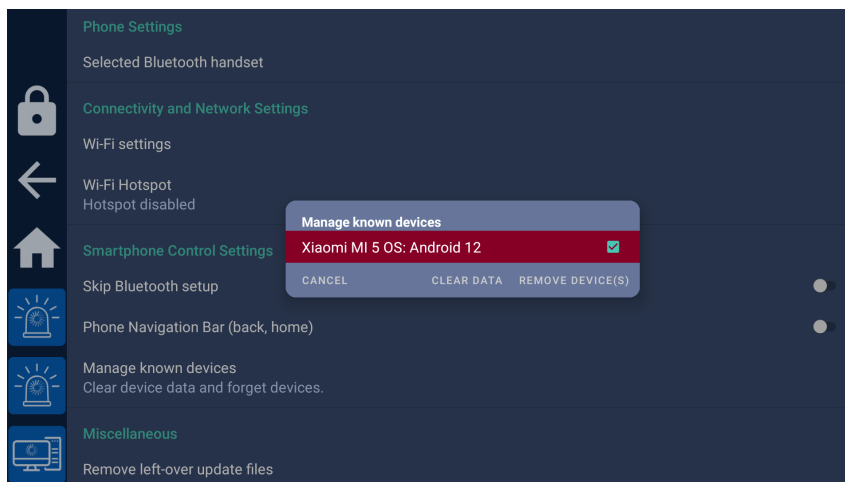 Phone Settings
Selected Bluetooth handset
Connectivity and Network Settings
Wi-Fi settings
Wi-Fi Hotspot
Hotspot disabled
Smartphone Control Settings
Skip Bluetooth setup
Phone Navigation Bar (back, home)
Manage known devices
Clear device data and forget devices.
Miscellaneous
Remove left-over update files
Manage known devices
Xiaomi MI 5 OS: Android 12
CANCEL CLEAR DATA REMOVE DEVICE(S)